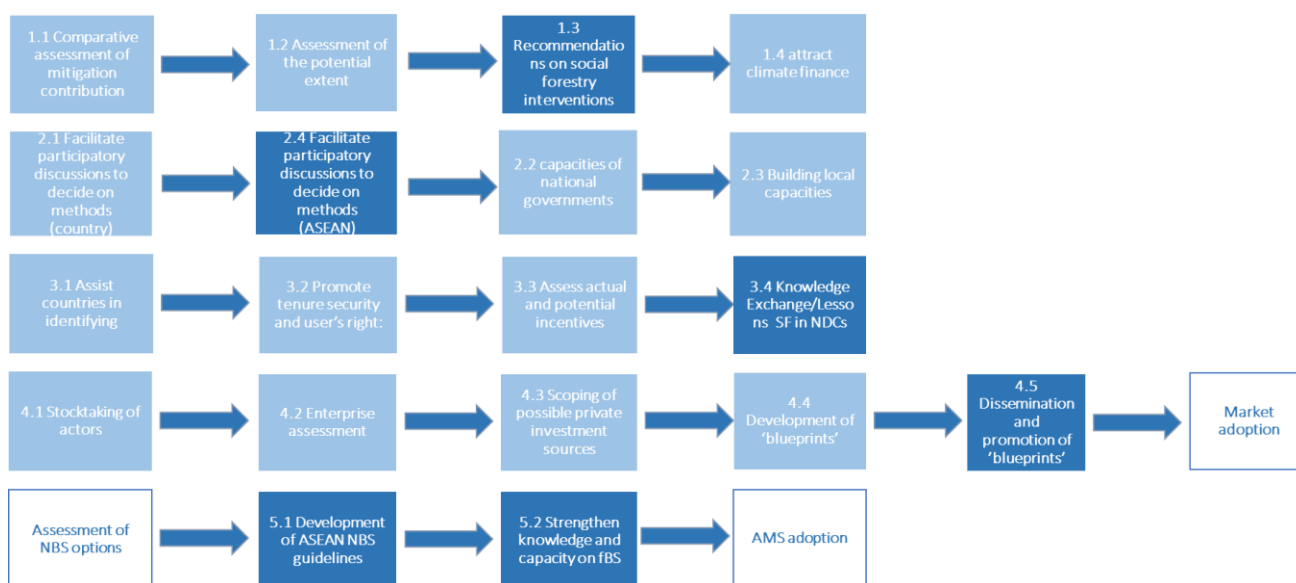 1.1 Comparative
assessment of
mitigation
contribution
1.2 Assessment of
the potential
extent
1.3
Recommendatio
ns on social
forestry
interventions
1.4 attract
climate finance
2.1 Facilitate
participatory
discussions to
decide on
methods
(country)
2.4 Facilitate
participatory
discussions to
decide on
methods
(ASEAN)
2.2 capacities of
national
governments
2.3 Building local
capacities
3.1 Assist
countries in
identifying
3.2 Promote
tenure security
and user's right:
3.3 Assess actual
and potential
incentives
3.4 Knowledge
Exchange/Lesso
ns SF in NDCs
4.1 Stocktaking of
actors
4.2 Enterprise
assessment
4.3 Scoping of
possible private
investment
sources
4.4
Development of
‘blueprints’
4.5
Dissemination
and
promotion of
‘blueprints’
Market
adoption
Assessment of
NBS options
5.1 Development
of ASEAN NBS
guidelines
5.2 Strengthen
knowledge and
capacity on fBS
AMS adoption